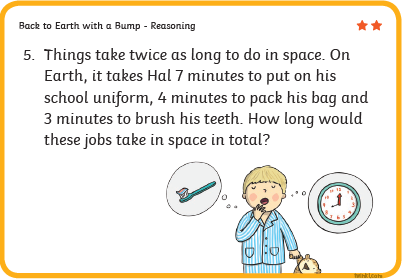 Back to Earth with a Bump - Reasoning
5. Things take twice as long to do in space. On
Earth, it takes Hal 7 minutes to put on his
school uniform, 4 minutes to pack his bag and
3 minutes to brush his teeth. How long would
these jobs take in space in total?
twinkl.com